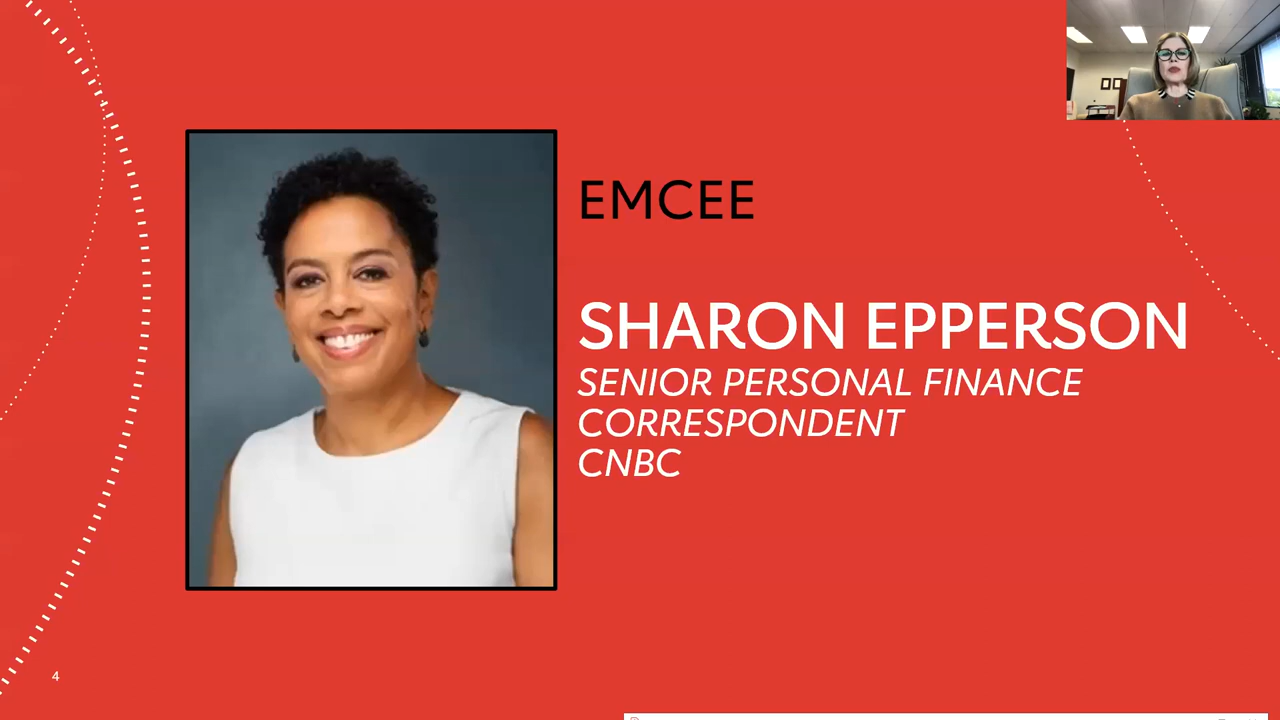 EMCEE
SHARON EPPERSON
SENIOR PERSONAL FINANCE
CORRESPONDENT
CNBC
4